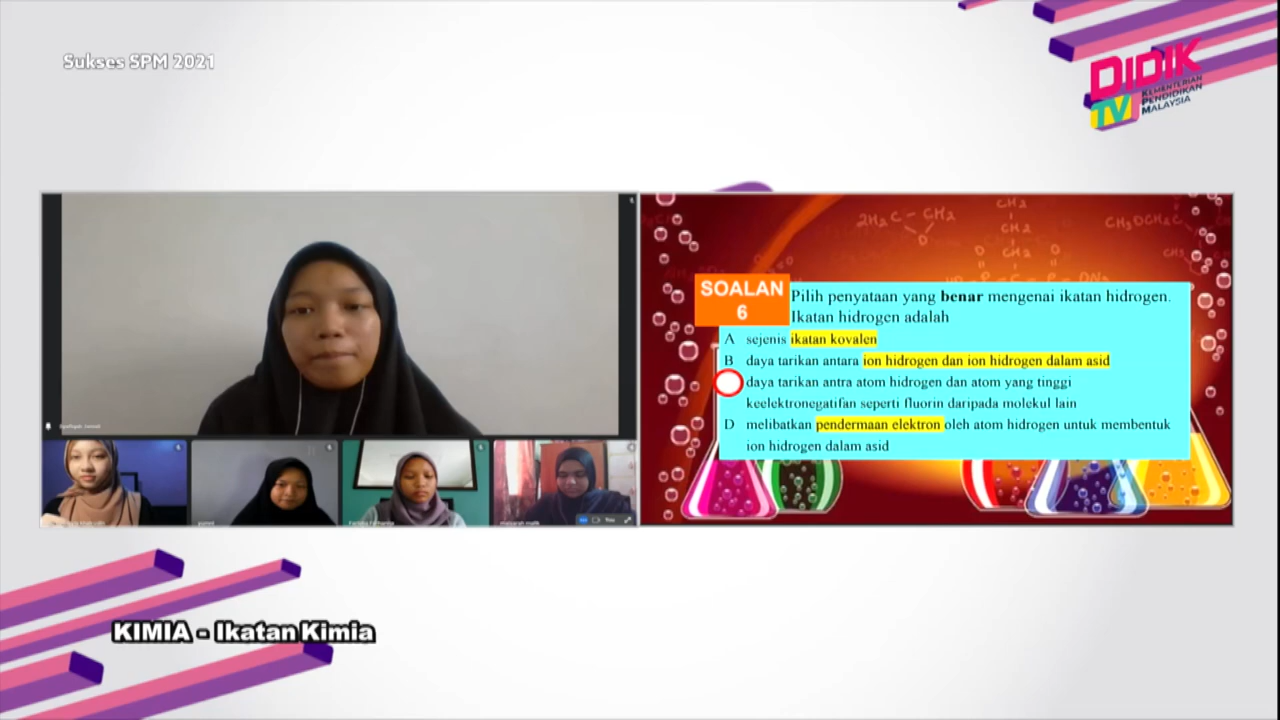 Sukses SPM 2021
DIDIK
TV
KEMENTERIAN
PENDIDIKAN
MALAYSIA
SOALAN
6
Pilih penyataan yang benar mengenai ikatan hidrogen.
Ikatan hidrogen adalah
A sejenis ikatan kovalen
B daya tarikan antara ion hidrogen dan ion hidrogen dalam asid
daya tarikan antra atom hidrogen dan atom yang tinggi
keelektronegatifan seperti fluorin daripada molekul lain
D melibatkan pendermaan elektron oleh atom hidrogen untuk membentuk
ion hidrogen dalam asid
KIMIA - Ikatan Kimia